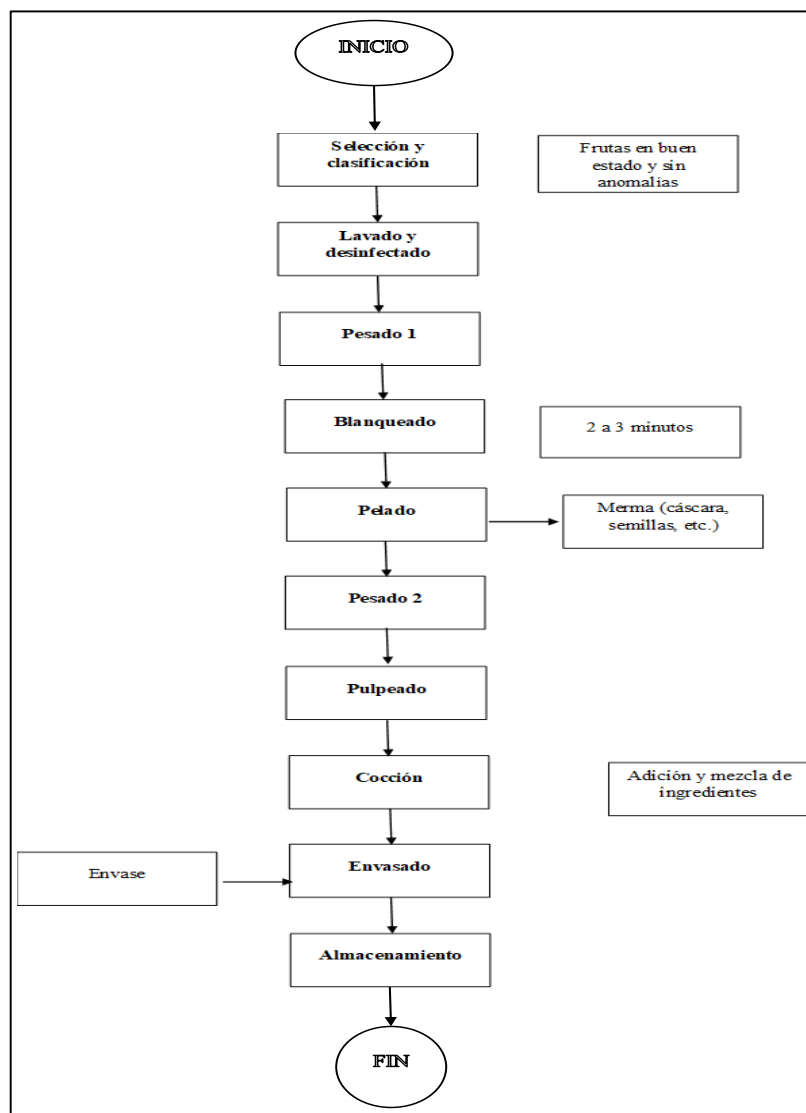 INICIO
Selección y
clasificación
Frutas en buen
estado y sin
anomalías
Lavado y
desinfectado
Pesado 1
Blanqueado
2 a 3 minutos
Pelado
Merma (cáscara,
semillas, etc.)
Pesado 2
Pulpeado
Cocción
Adición y mezcla de
ingredientes
Envase
Envasado
Almacenamiento
FIN